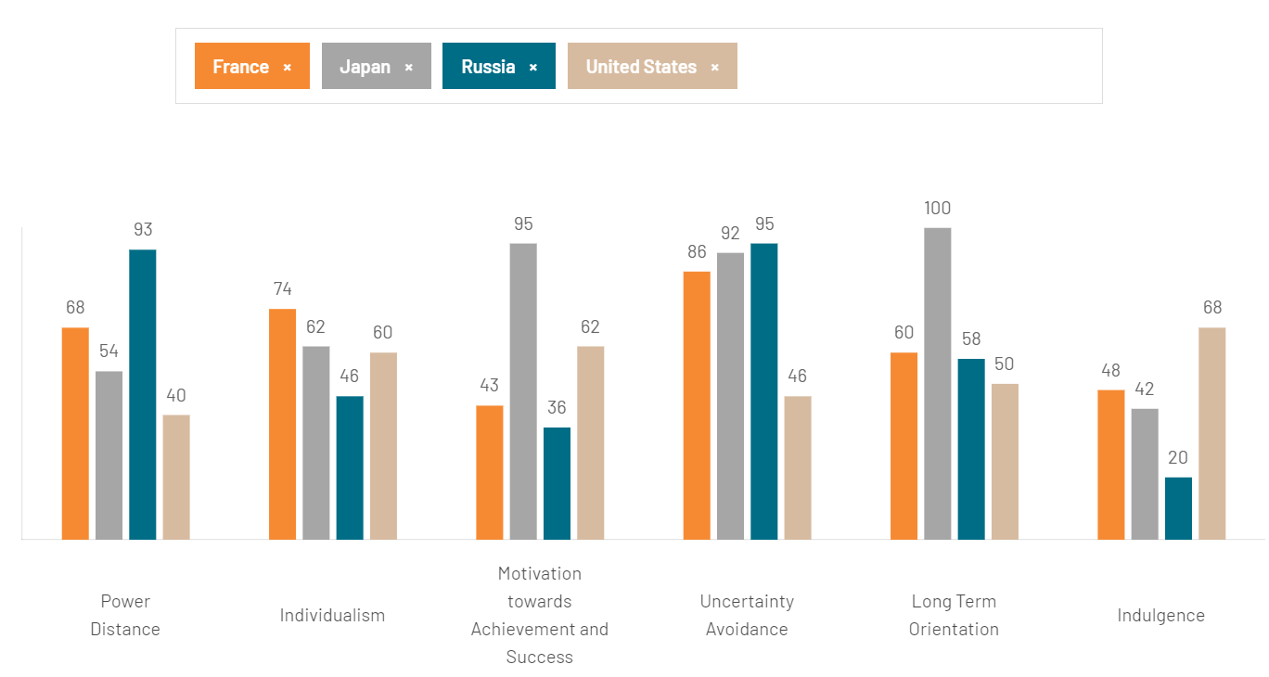 France × Japan × Russia × United States ×
68 54 93 40
74 62 46 60
43 95 36 62
86 92 95 46
60 100 58 50
48 42 20 68
Power
Distance
Individualism
Motivation
towards
Achievement and
Success
Uncertainty
Avoidance
Long Term
Orientation
Indulgence